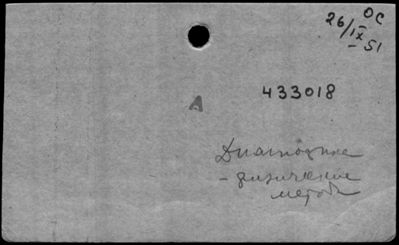 ОС
26/IX
-51
433018
А
Диагностика
- физические
методы